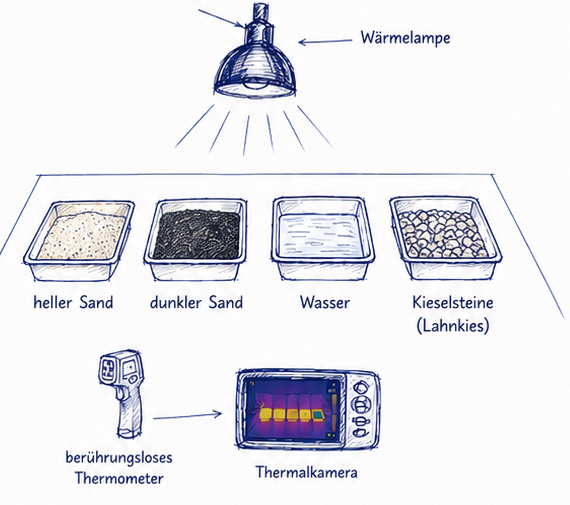 Wärmelampe
heller Sand
dunkler Sand
Wasser
Kieselsteine
(Lahnkies)
berührungsloses
Thermometer
Thermalkamera